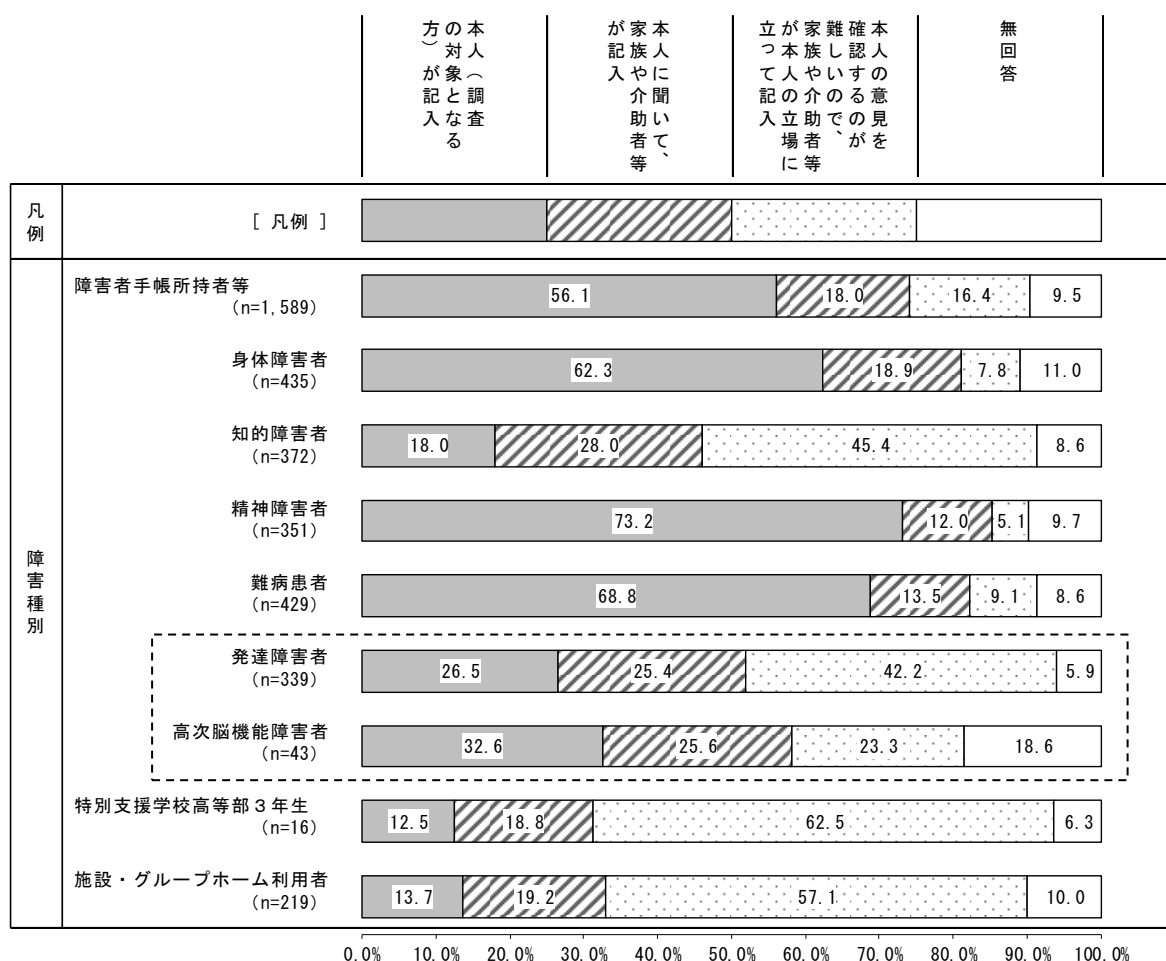 本人（調査
の対象となる
方）が記入
本人に聞いて、
家族や介助者等
が記入
本人の意見を
確認するのが
難しいので、
家族や介助者等
が本人の立場に
立って記入
無回答
凡例
[ 凡例 ]
障害種別
障害者手帳所持者等
(n=1,589)
56.1 18.0 16.4 9.5
身体障害者
(n=435)
62.3 18.9 7.8 11.0
知的障害者
(n=372)
18.0 28.0 45.4 8.6
精神障害者
(n=351)
73.2 12.0 5.1 9.7
難病患者
(n=429)
68.8 13.5 9.1 8.6
発達障害者
(n=339)
26.5 25.4 42.2 5.9
高次脳機能障害者
(n=43)
32.6 25.6 23.3 18.6
特別支援学校高等部３年生
(n=16)
12.5 18.8 62.5 6.3
施設・グループホーム利用者
(n=219)
13.7 19.2 57.1 10.0
0.0% 10.0% 20.0% 30.0% 40.0% 50.0% 60.0% 70.0% 80.0% 90.0% 100.0%